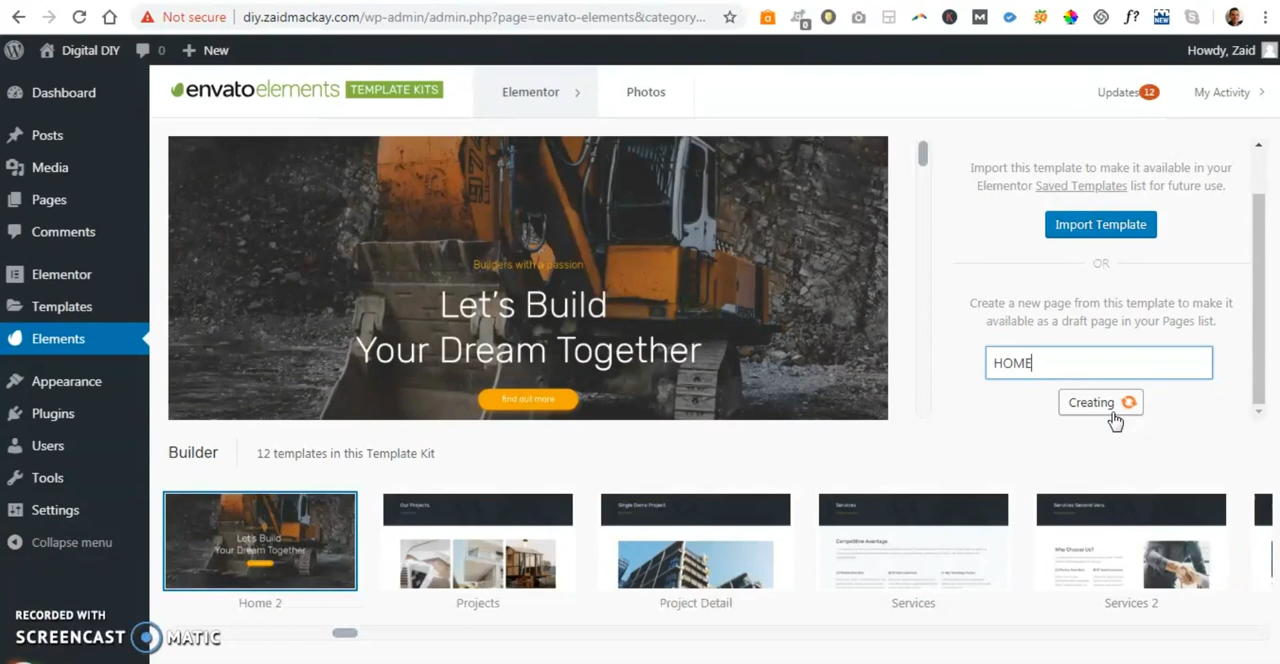 Not secure diy.zaidmackay.com/wp-admin/admin.php?page=envato-elements&category...
Digital DIY 0 New Howdy, Zaid
Dashboard
Posts
Media
Pages
Comments
Elementor
Templates
Elements
Appearance
Plugins
Users
Tools
Settings
Collapse menu
envatoelements TEMPLATE KITS Elementor Photos Updates 12 My Activity
Builders with a passion
Let's Build
Your Dream Together
find out more
Import this template to make it available in your
Elementor Saved Templates list for future use.
Import Template
OR
Create a new page from this template to make it
available as a draft page in your Pages list.
HOME
Creating
Builder 12 templates in this Template Kit
Let's Build
Your Dream Together
Home 2
Our Projects
Projects
Single Demo Project
Project Detail
Services
Competitive Avantage
Services
Services Second Vers.
Who Choose Us?
Services 2
RECORDED WITH
SCREENCAST MATIC